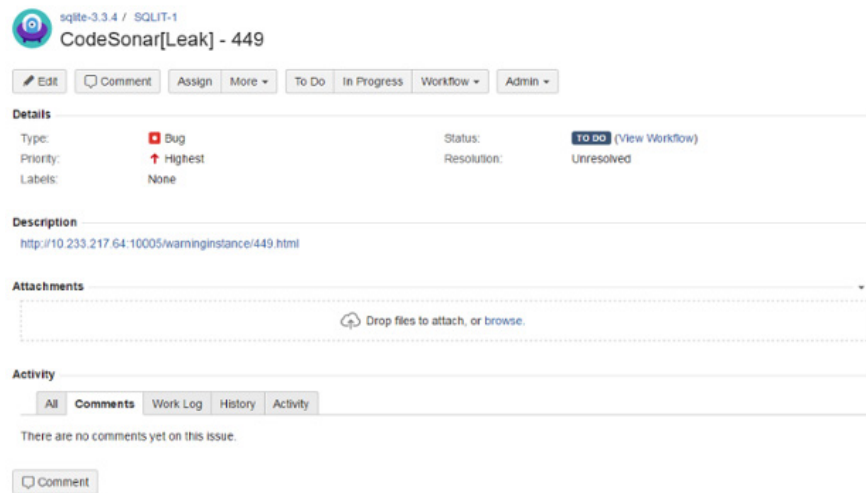 sqlite-3.3.4 / SQLIT-1
CodeSonar[Leak] - 449
Edit Comment Assign More To Do In Progress Workflow Admin
Details
Type: Bug Status: TO DO (View Workflow)
Priority: Highest Resolution: Unresolved
Labels: None
Description
http://10.233.217.64:10005/warninginstance/449.html
Attachments
Drop files to attach, or browse.
Activity
All Comments Work Log History Activity
There are no comments yet on this issue.
Comment